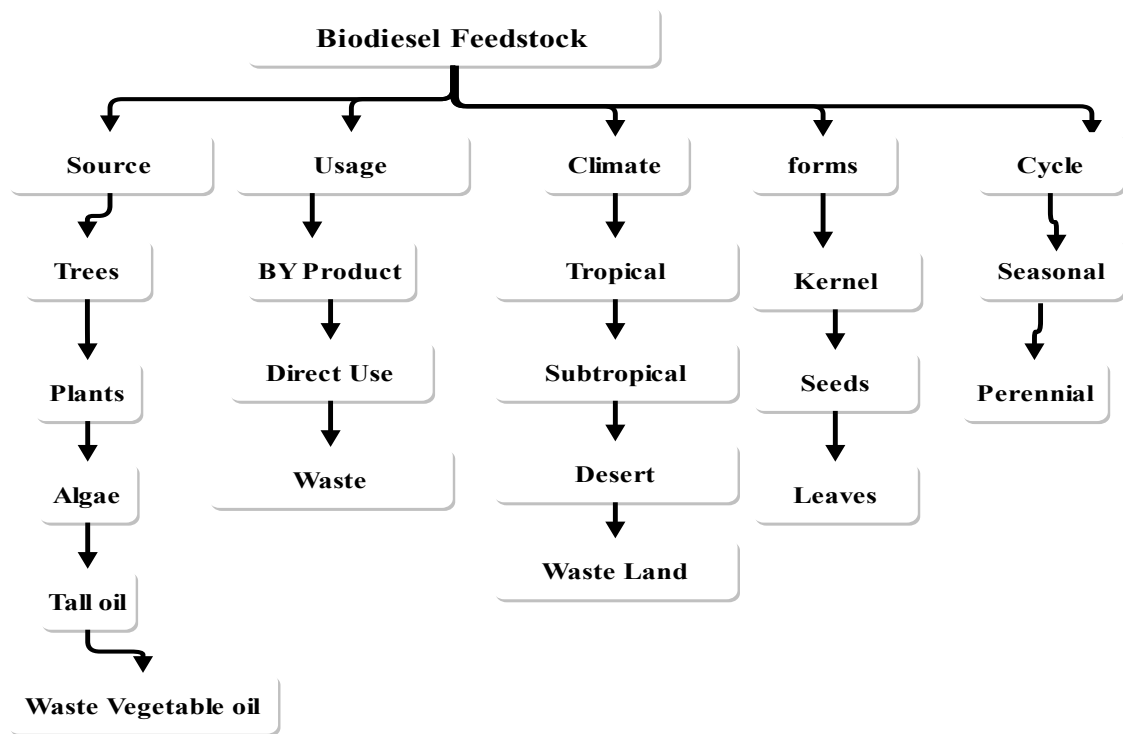 Biodiesel Feedstock
Source
Usage
Climate
forms
Cycle
Trees
BY Product
Tropical
Kernel
Seasonal
Plants
Direct Use
Subtropical
Seeds
Perennial
Algae
Waste
Desert
Leaves
Tall oil
Waste Land
Waste Vegetable oil